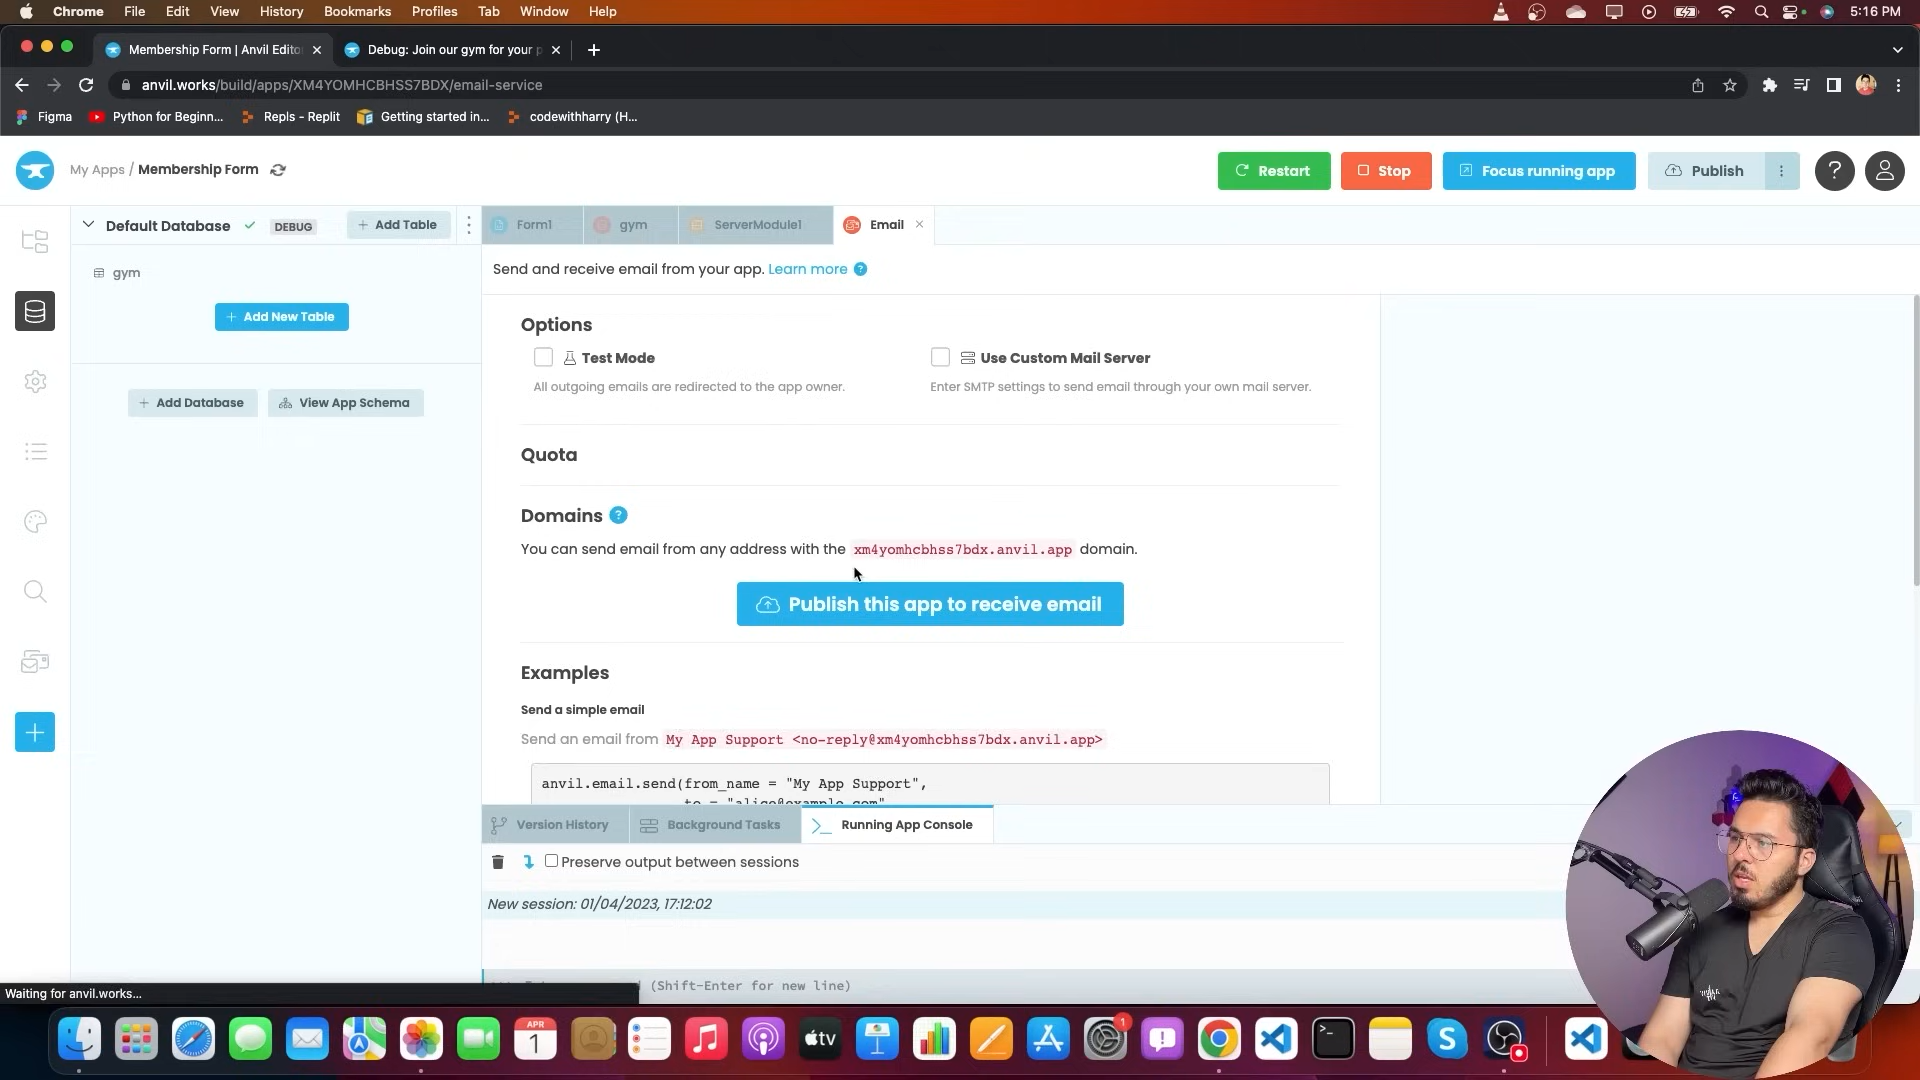 Chrome File Edit View History Bookmarks Profiles Tab Window Help 5:16 PM
Membership Form | Anvil Edito Debug: Join our gym for your p
anvil.works/build/apps/XM4YOMHCBHSS7BDX/email-service
Figma Python for Beginn... Repls - Replit Getting started in... codewithharry (H...
My Apps / Membership Form Restart Stop Focus running app Publish ?
Default Database DEBUG + Add Table Form1 gym ServerModule1 Email
Send and receive email from your app. Learn more ?
gym
+ Add New Table
+ Add Database View App Schema
Options
Test Mode Use Custom Mail Server
All outgoing emails are redirected to the app owner. Enter SMTP settings to send email through your own mail server.
Quota
Domains ?
You can send email from any address with the xm4yomhcbhss7bdx.anvil.app domain.
Publish this app to receive email
Examples
Send a simple email
Send an email from My App Support <no-reply@xm4yomhcbhss7bdx.anvil.app>
anvil.email.send(from_name = "My App Support",
to = "alice@example.com"
Version History Background Tasks Running App Console
Preserve output between sessions
New session: 01/04/2023, 17:12:02
(Shift-Enter for new line)
Waiting for anvil.works...
APR
1
tv
1